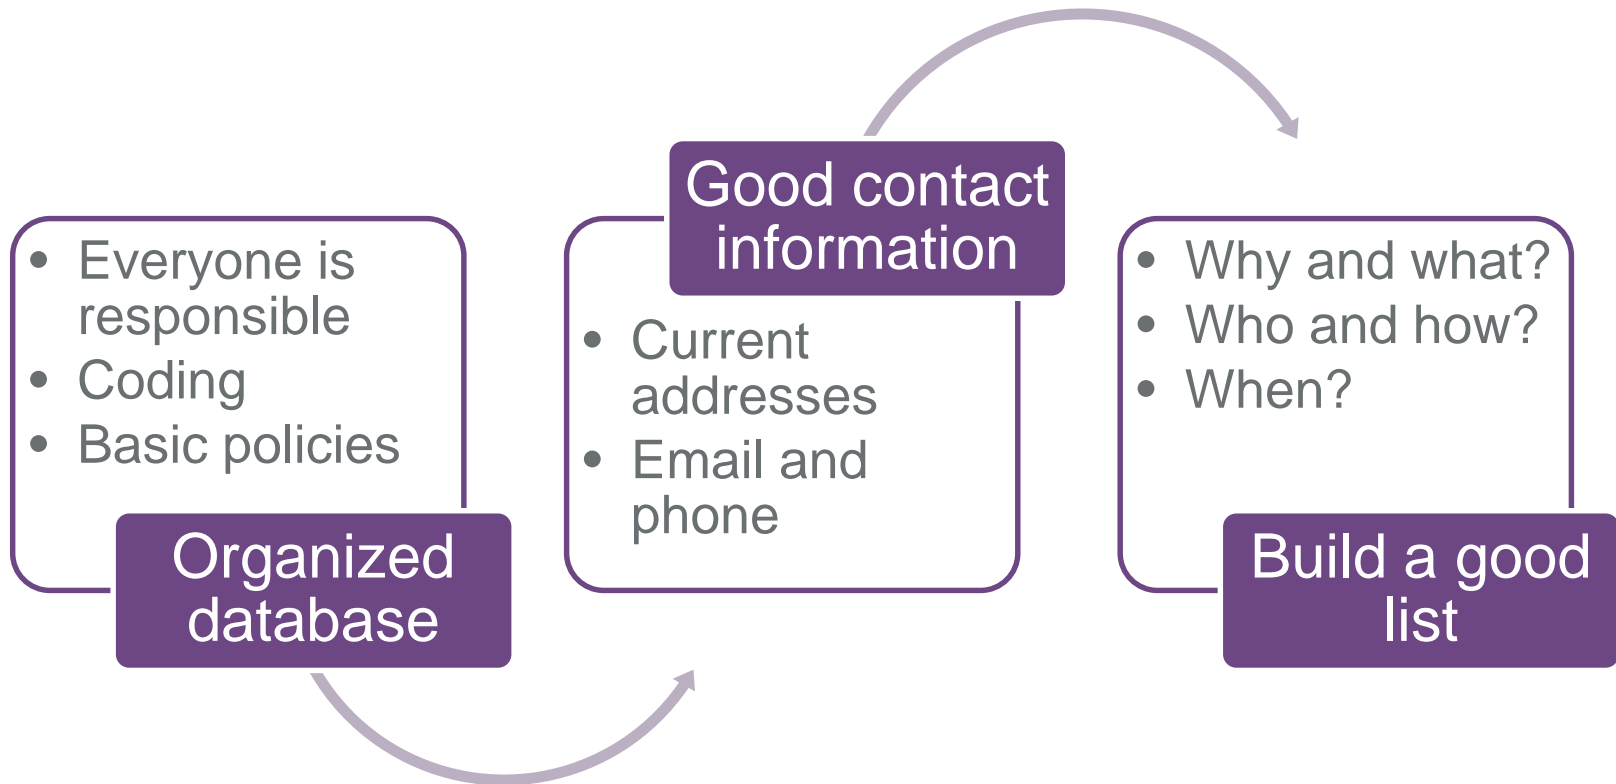 • Everyone is
responsible
• Coding
• Basic policies
Organized
database
Good contact
information
• Current
addresses
• Email and
phone
• Why and what?
• Who and how?
• When?
Build a good
list